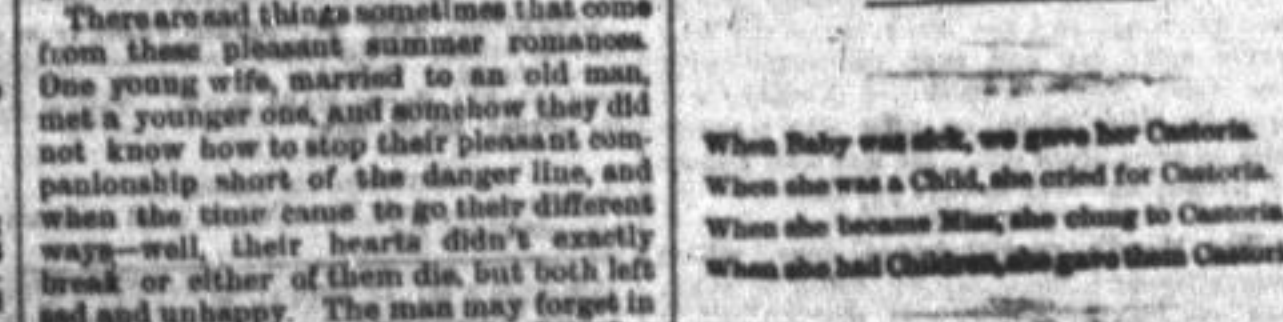 There are sad things sometimes that come
from these pleasant summer romances.
One young wife, married to an old man,
met a younger one, and somehow they did
not know how to stop their pleasant com-
panionship short of the danger line, and
when the time came to go their different
ways—well, their hearts didn't exactly
break or either of them die, but both left
sad and unhappy. The man may forget in
When Baby was sick, we gave her Castoria.
When she was a Child, she cried for Castoria.
When she became Miss, she clung to Castoria
When she had Children, she gave them Castori